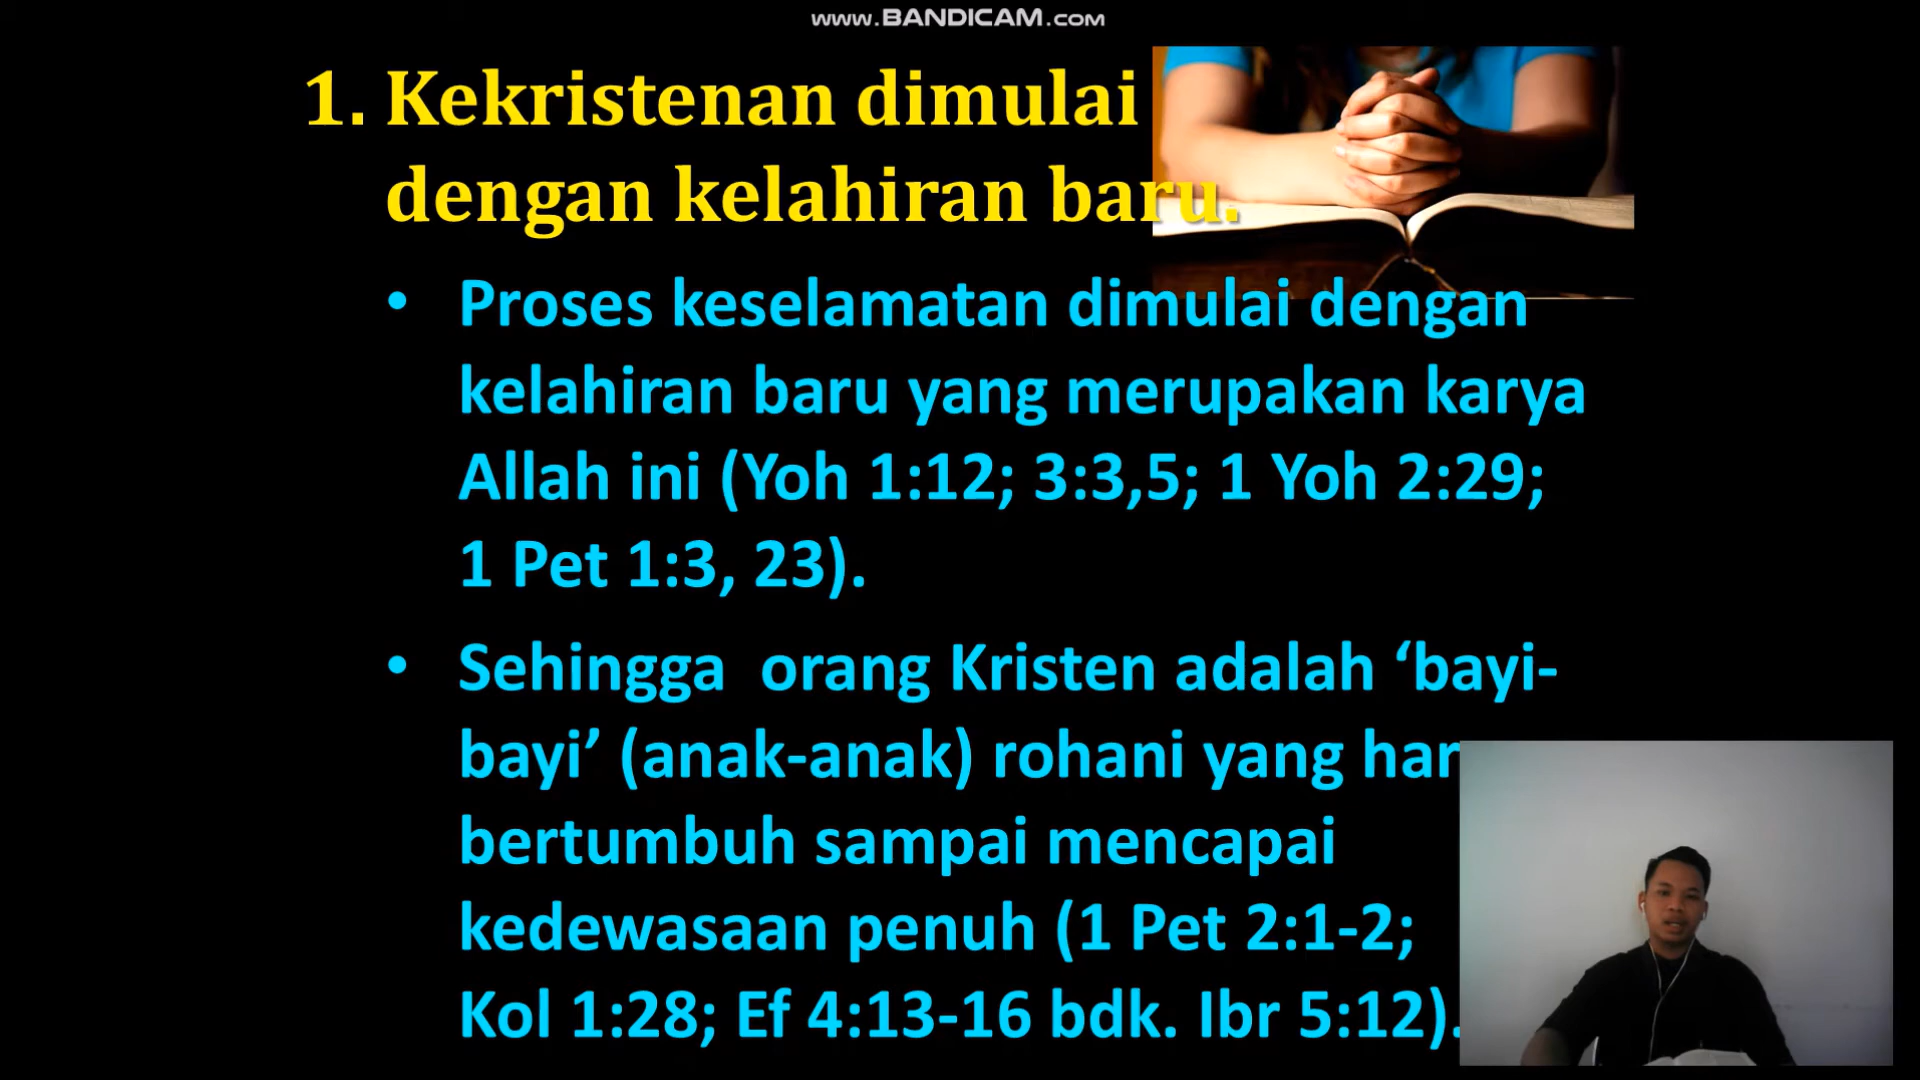 www.BANDICAM.com
1. Kekristenan dimulai
dengan kelahiran baru.
• Proses keselamatan dimulai dengan
kelahiran baru yang merupakan karya
Allah ini (Yoh 1:12; 3:3,5; 1 Yoh 2:29;
1 Pet 1:3, 23).
• Sehingga orang Kristen adalah ‘bayi-
bayi’ (anak-anak) rohani yang har
bertumbuh sampai mencapai
kedewasaan penuh (1 Pet 2:1-2;
Kol 1:28; Ef 4:13-16 bdk. Ibr 5:12).